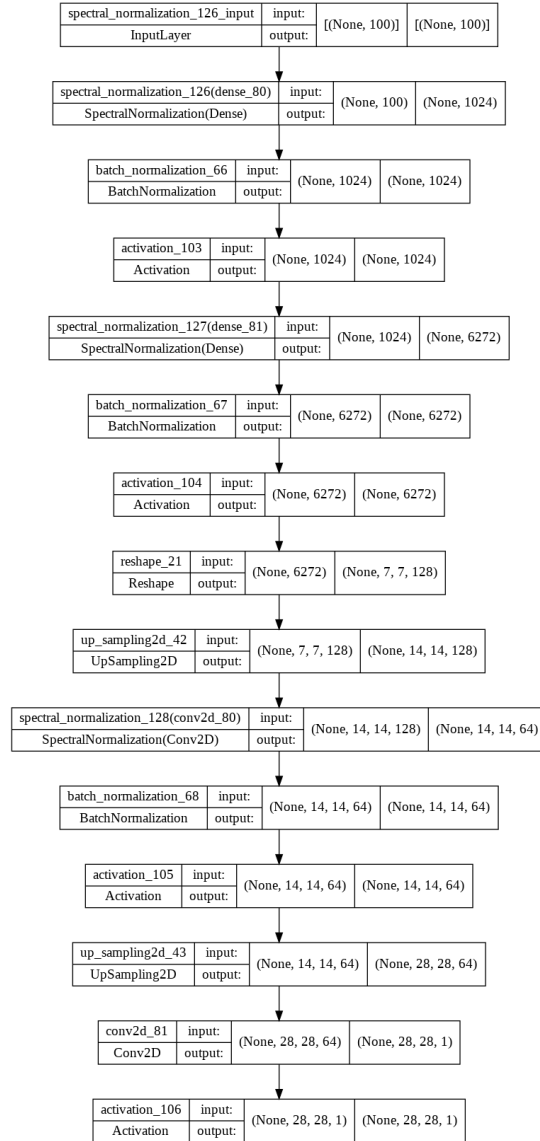 spectral_normalization_126_input input: [(None, 100)] [(None, 100)]
InputLayer output:
spectral_normalization_126(dense_80) input: (None, 100) (None, 1024)
SpectralNormalization(Dense) output:
batch_normalization_66 input: (None, 1024) (None, 1024)
BatchNormalization output:
activation_103 input: (None, 1024) (None, 1024)
Activation output:
spectral_normalization_127(dense_81) input: (None, 1024) (None, 6272)
SpectralNormalization(Dense) output:
batch_normalization_67 input: (None, 6272) (None, 6272)
BatchNormalization output:
activation_104 input: (None, 6272) (None, 6272)
Activation output:
reshape_21 input: (None, 6272) (None, 7, 7, 128)
Reshape output:
up_sampling2d_42 input: (None, 7, 7, 128) (None, 14, 14, 128)
UpSampling2D output:
spectral_normalization_128(conv2d_80) input: (None, 14, 14, 128) (None, 14, 14, 64)
SpectralNormalization(Conv2D) output:
batch_normalization_68 input: (None, 14, 14, 64) (None, 14, 14, 64)
BatchNormalization output:
activation_105 input: (None, 14, 14, 64) (None, 14, 14, 64)
Activation output:
up_sampling2d_43 input: (None, 14, 14, 64) (None, 28, 28, 64)
UpSampling2D output:
conv2d_81 input: (None, 28, 28, 64) (None, 28, 28, 1)
Conv2D output:
activation_106 input: (None, 28, 28, 1) (None, 28, 28, 1)
Activation output: